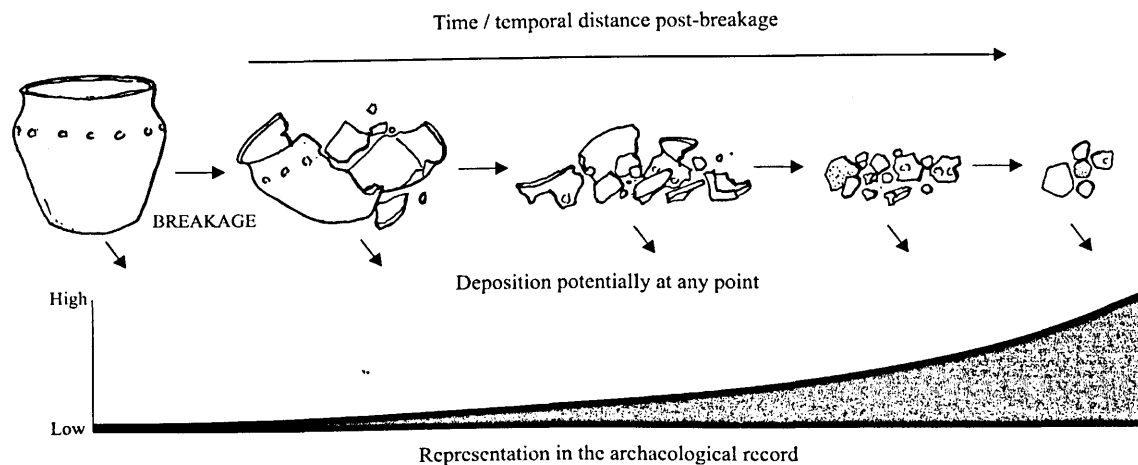 Time / temporal distance post-breakage
BREAKAGE
Deposition potentially at any point
High
Low
Representation in the archaeological record